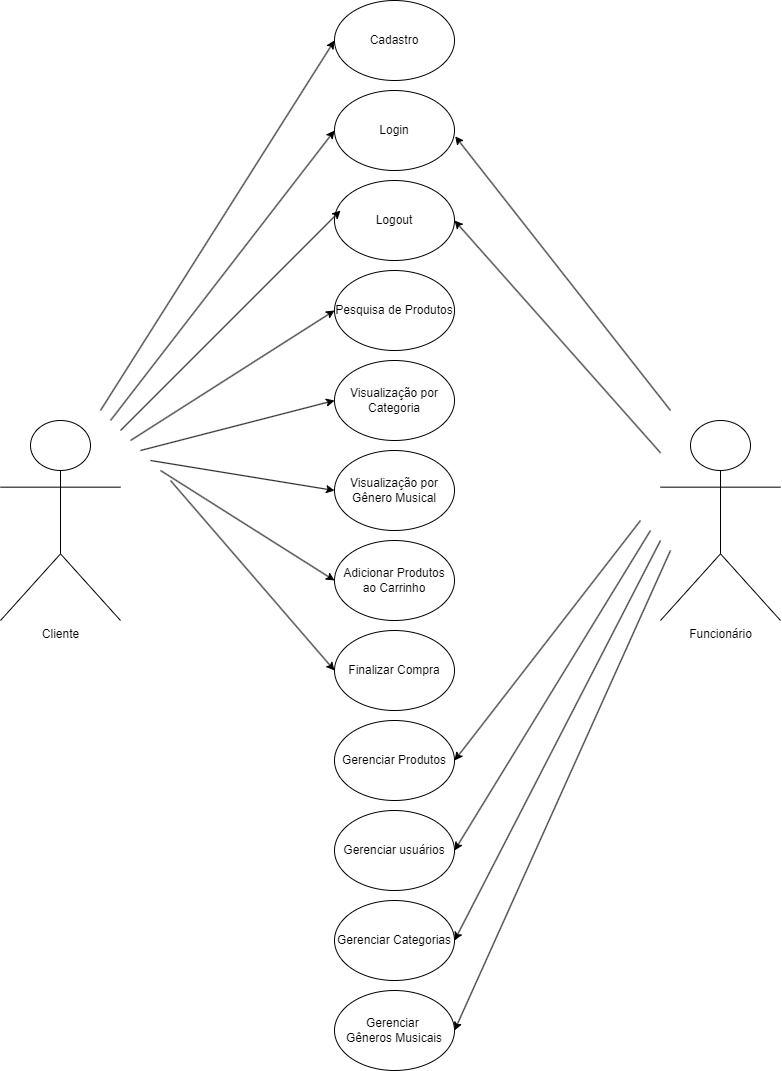 Cadastro
Login
Logout
Pesquisa de Produtos
Visualização por
Categoria
Visualização por
Gênero Musical
Adicionar Produtos
ao Carrinho
Cliente
Funcionário
Finalizar Compra
Gerenciar Produtos
Gerenciar usuários
Gerenciar Categorias
Gerenciar
Gêneros Musicais